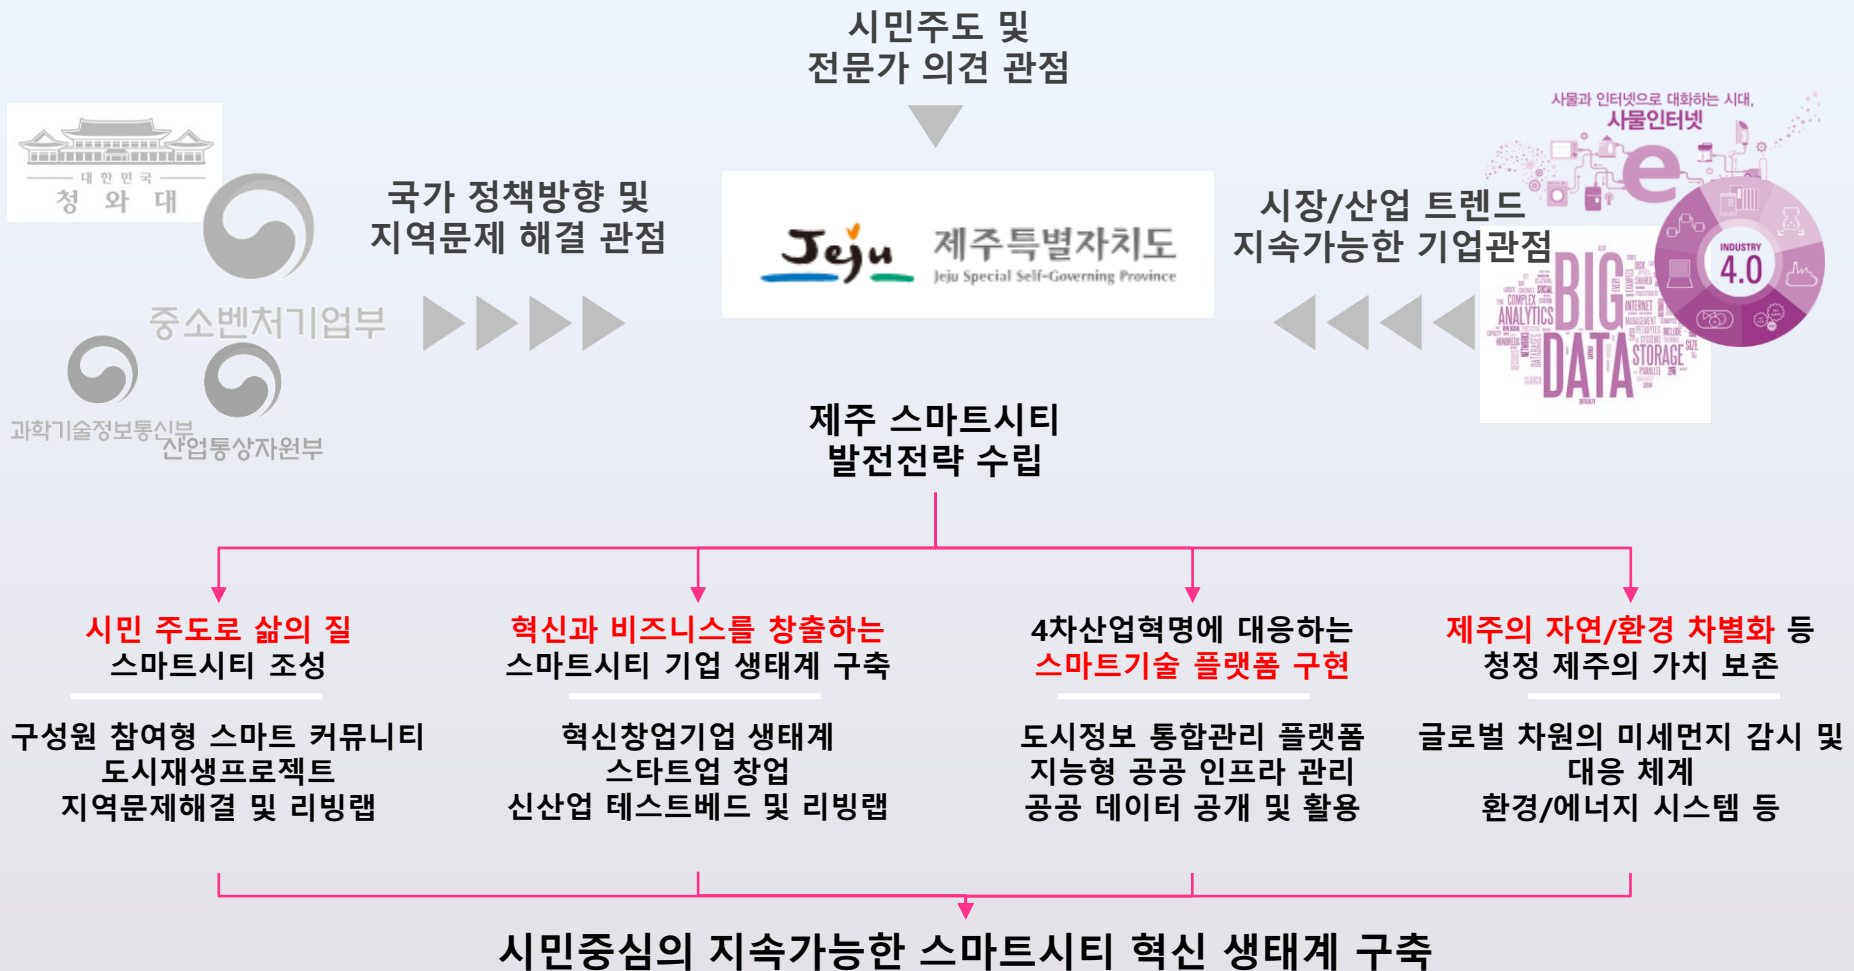 시민주도 및
전문가 의견 관점
대한민국
청와대
중소벤처기업부
과학기술정보통신부
산업통상자원부
국가 정책방향 및
지역문제 해결 관점
Jeju 제주특별자치도
Jeju Special Self-Governing Province
시장/산업 트렌드
지속가능한 기업관점
사물과 인터넷으로 대화하는 시대,
사물인터넷
e
INDUSTRY
4.0
BIG
DATA
COMPLEX
ANALYTICS
INTERNET
STORAGE
SIZE
PARALLEL
제주 스마트시티
발전전략 수립
시민 주도로 삶의 질
스마트시티 조성
구성원 참여형 스마트 커뮤니티
도시재생프로젝트
지역문제해결 및 리빙랩
혁신과 비즈니스를 창출하는
스마트시티 기업 생태계 구축
혁신창업기업 생태계
스타트업 창업
신산업 테스트베드 및 리빙랩
4차산업혁명에 대응하는
스마트기술 플랫폼 구현
도시정보 통합관리 플랫폼
지능형 공공 인프라 관리
공공 데이터 공개 및 활용
제주의 자연/환경 차별화 등
청정 제주의 가치 보존
글로벌 차원의 미세먼지 감시 및
대응 체계
환경/에너지 시스템 등
시민중심의 지속가능한 스마트시티 혁신 생태계 구축